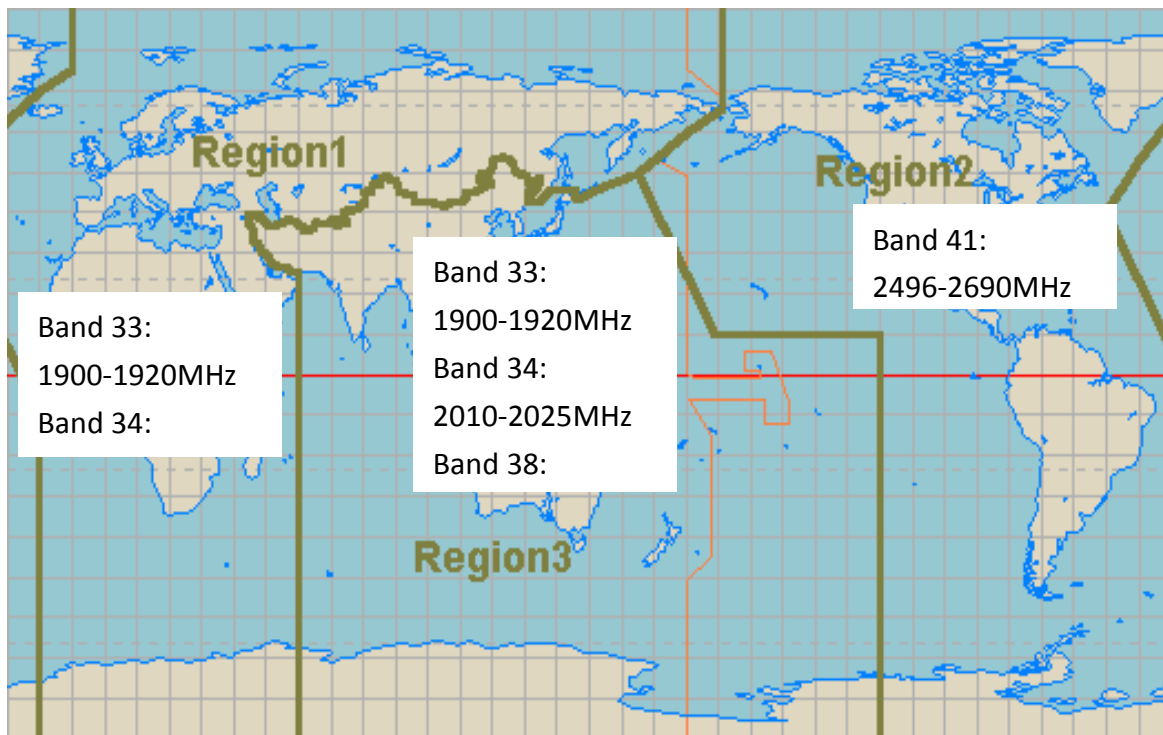 Region1
Region2
Band 41:
2496-2690MHz
Band 33:
1900-1920MHz
Band 34:
2010-2025MHz
Band 38:
Band 33:
1900-1920MHz
Band 34:
Region3